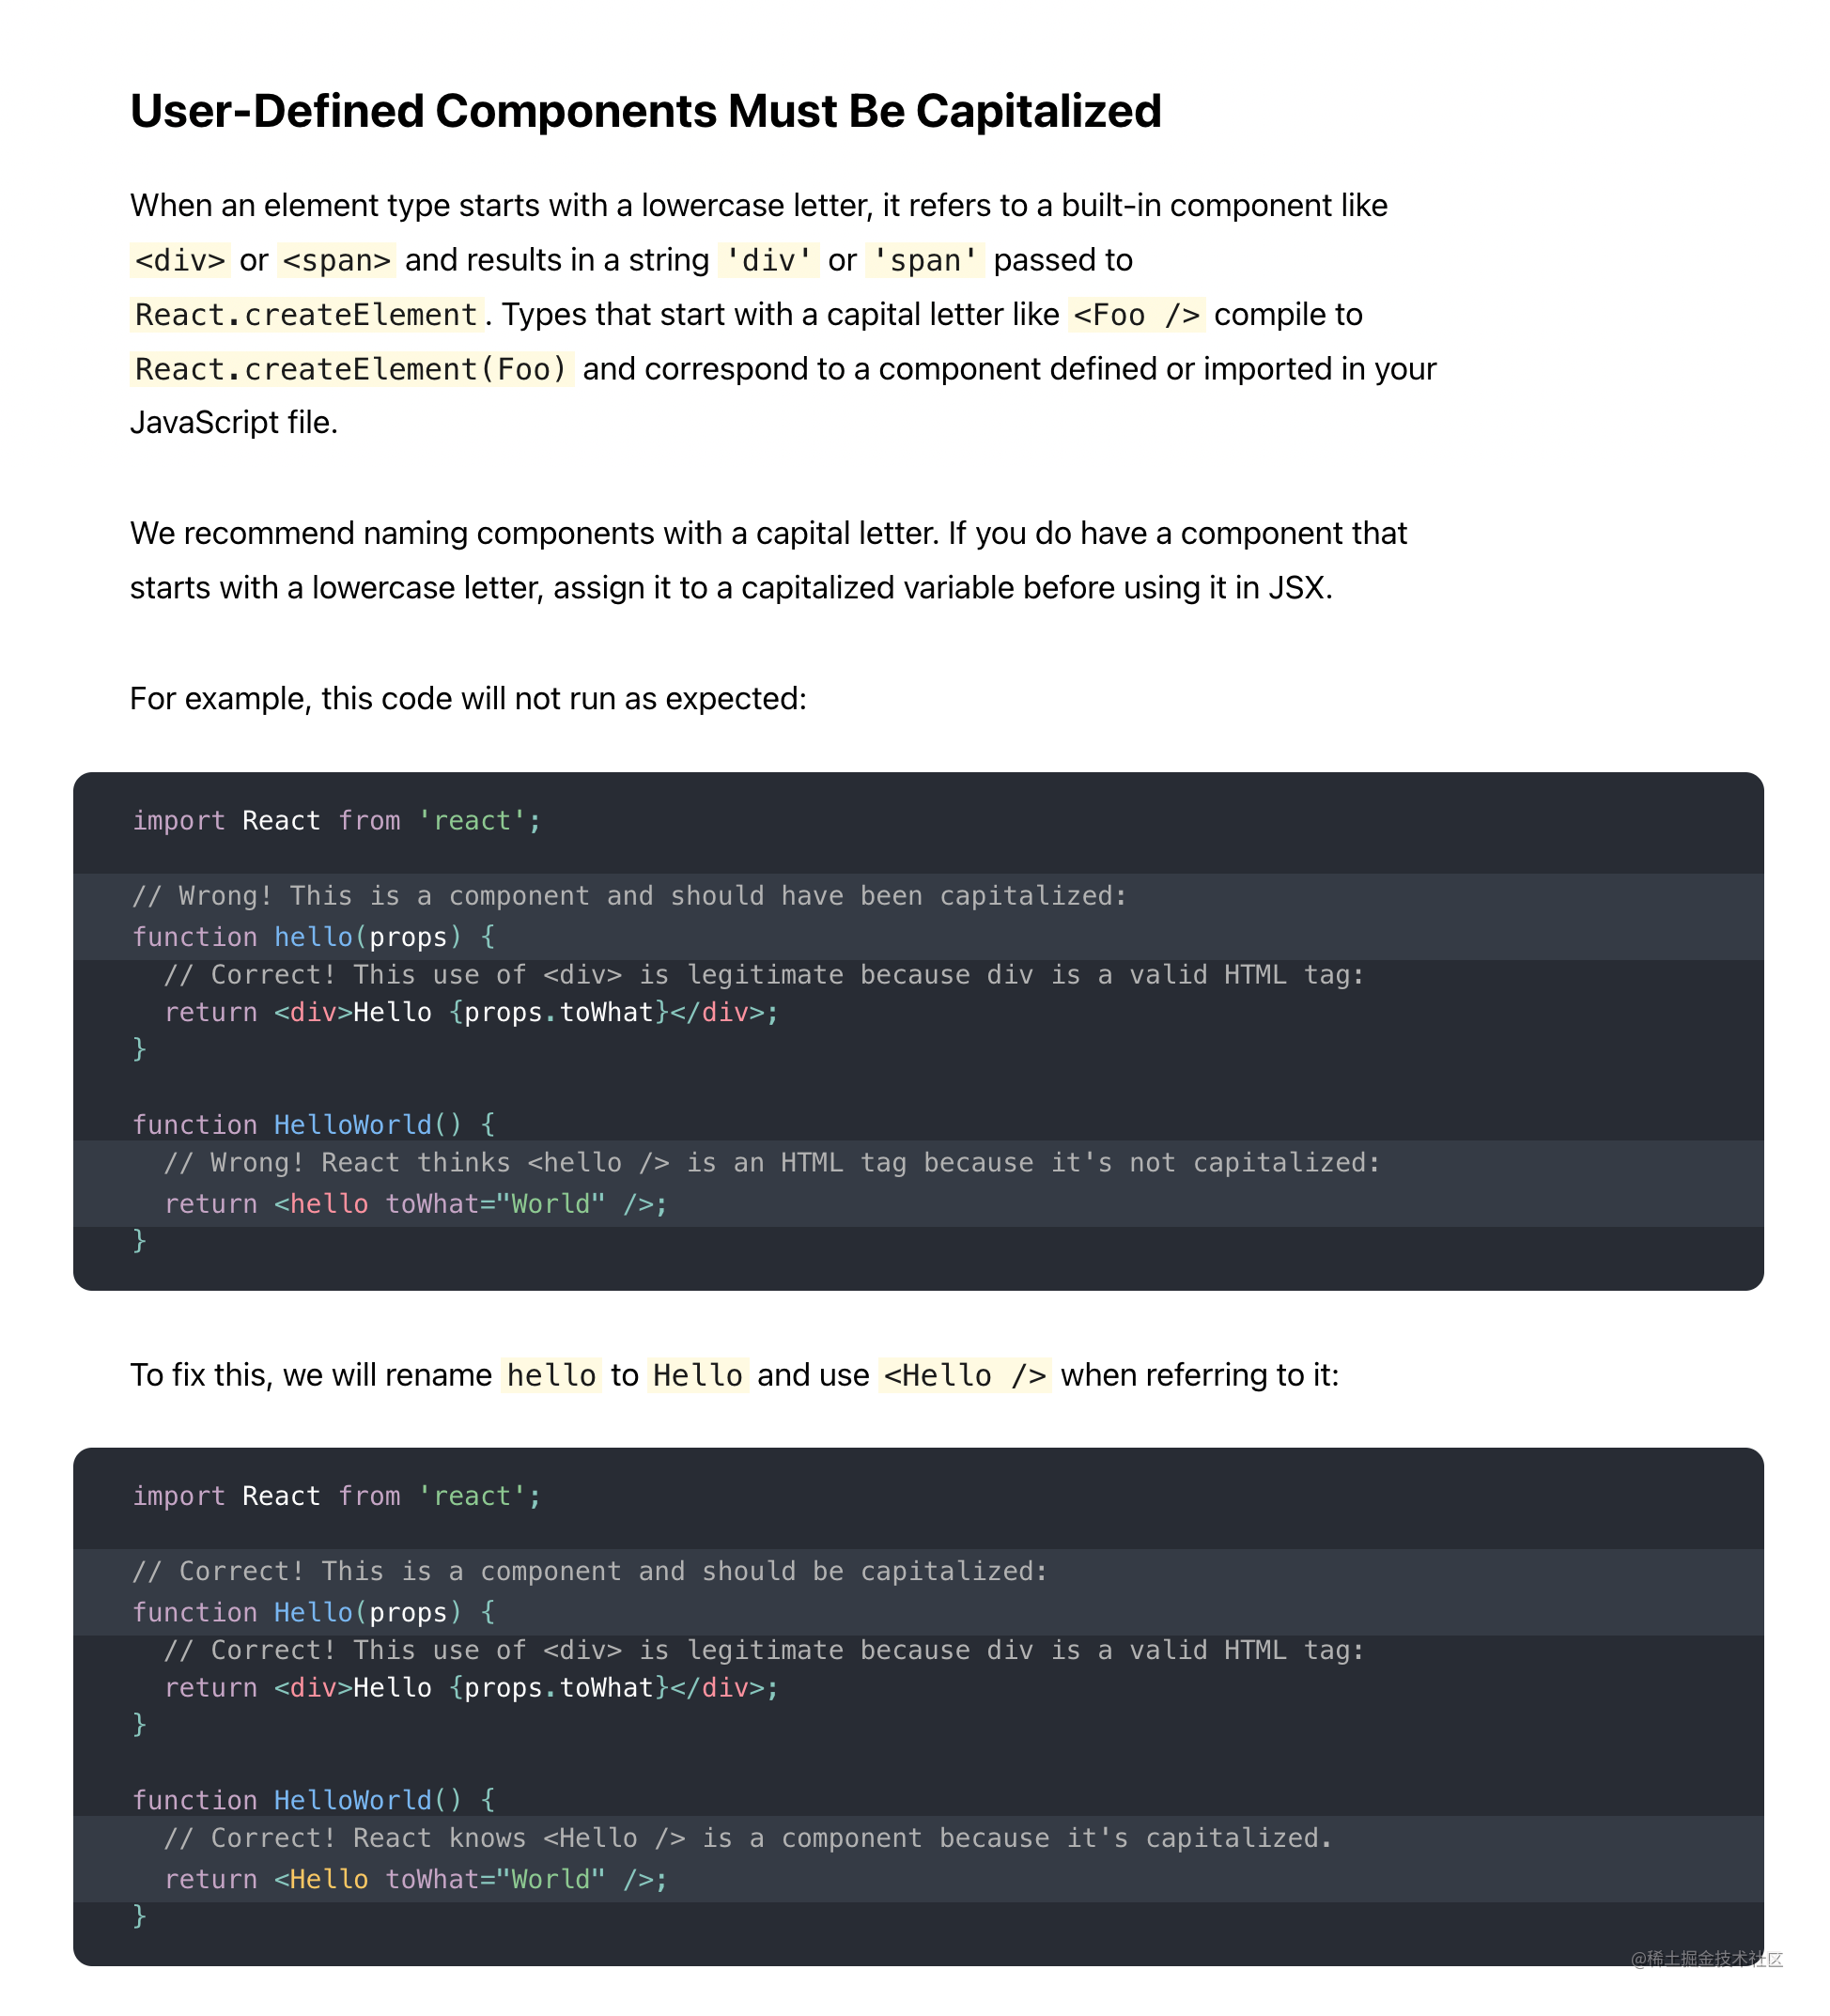 User-Defined Components Must Be Capitalized
When an element type starts with a lowercase letter, it refers to a built-in component like
<div> or <span> and results in a string 'div' or 'span' passed to
React.createElement. Types that start with a capital letter like <Foo /> compile to
React.createElement(Foo) and correspond to a component defined or imported in your
JavaScript file.
We recommend naming components with a capital letter. If you do have a component that
starts with a lowercase letter, assign it to a capitalized variable before using it in JSX.
For example, this code will not run as expected:
import React from 'react';
// Wrong! This is a component and should have been capitalized:
function hello(props) {
  // Correct! This use of <div> is legitimate because div is a valid HTML tag:
  return <div>Hello {props.toWhat}</div>;
}
function HelloWorld() {
  // Wrong! React thinks <hello /> is an HTML tag because it's not capitalized:
  return <hello toWhat="World" />;
}
To fix this, we will rename hello to Hello and use <Hello /> when referring to it:
import React from 'react';
// Correct! This is a component and should be capitalized:
function Hello(props) {
  // Correct! This use of <div> is legitimate because div is a valid HTML tag:
  return <div>Hello {props.toWhat}</div>;
}
function HelloWorld() {
  // Correct! React knows <Hello /> is a component because it's capitalized.
  return <Hello toWhat="World" />;
}
@稀土掘金技术社区